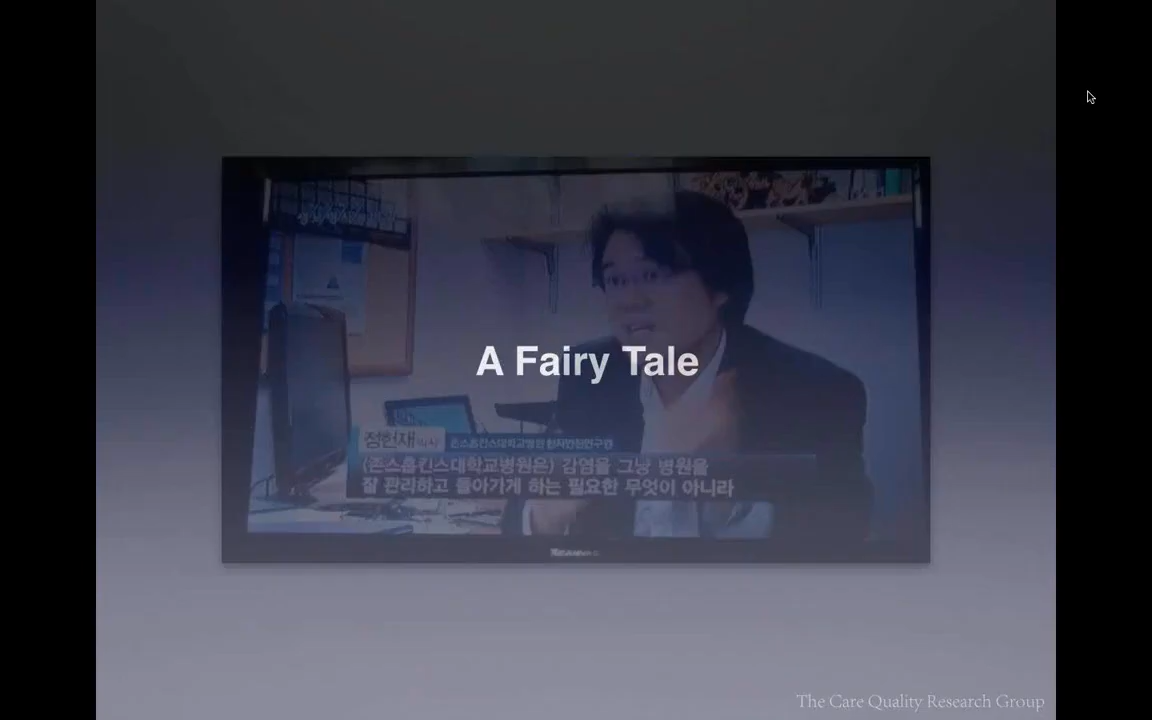 A Fairy Tale
정헌재(박사) 존스홉킨스대학교병원 환자안전연구원
(존스홉킨스대학교병원은) 감염을 그냥 병원을
잘 관리하고 돌아가게 하는 필요한 무엇이 아니라
The Care Quality Research Group